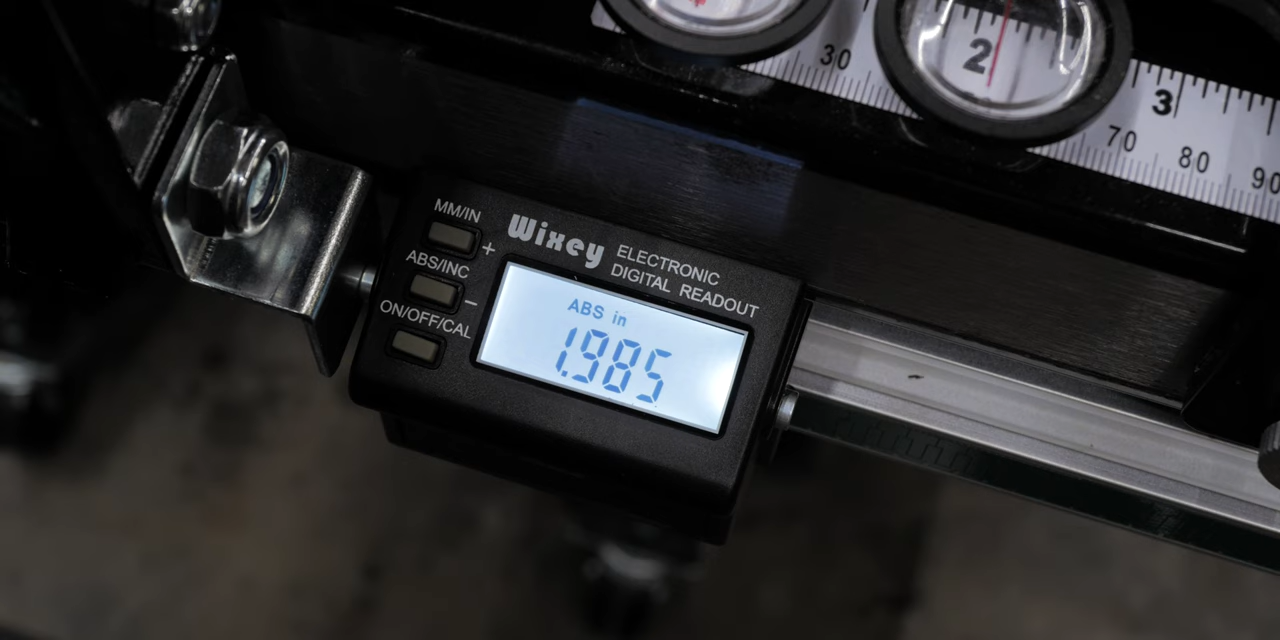 30
2
3
70 80 90
MM/IN
+
ABS/INC
−
ON/OFF/CAL
Wixey
ELECTRONIC
DIGITAL READOUT
ABS in
1.985